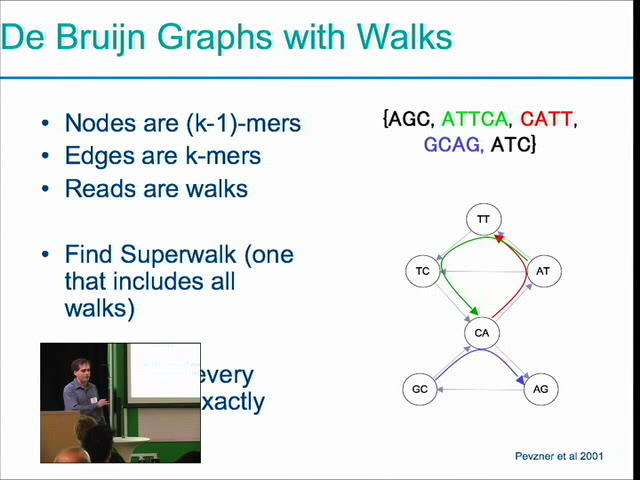 De Bruijn Graphs with Walks
• Nodes are (k-1)-mers
• Edges are k-mers
• Reads are walks
• Find Superwalk (one
that includes all
walks)
every
exactly
{AGC, ATTCA, CATT,
GCAG, ATC}
TT
TC
AT
CA
GC
AG
Pevzner et al 2001